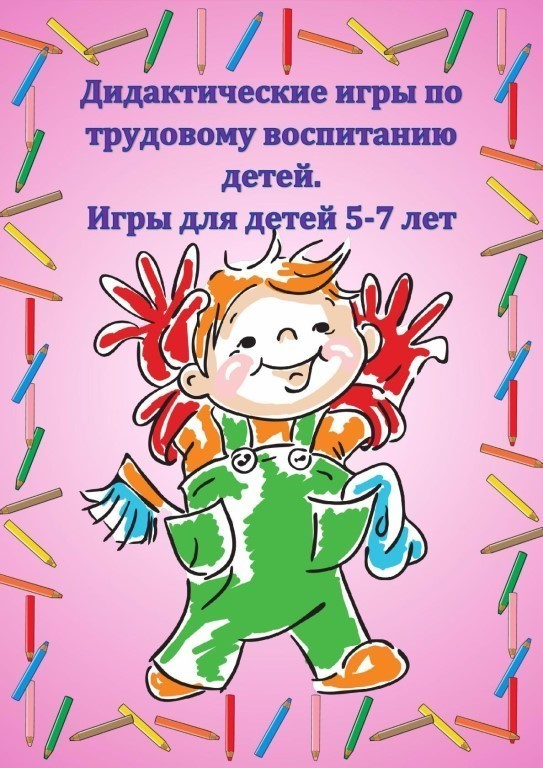 Дидактические игры по
трудовому воспитанию
детей.
Игры для детей 5-7 лет